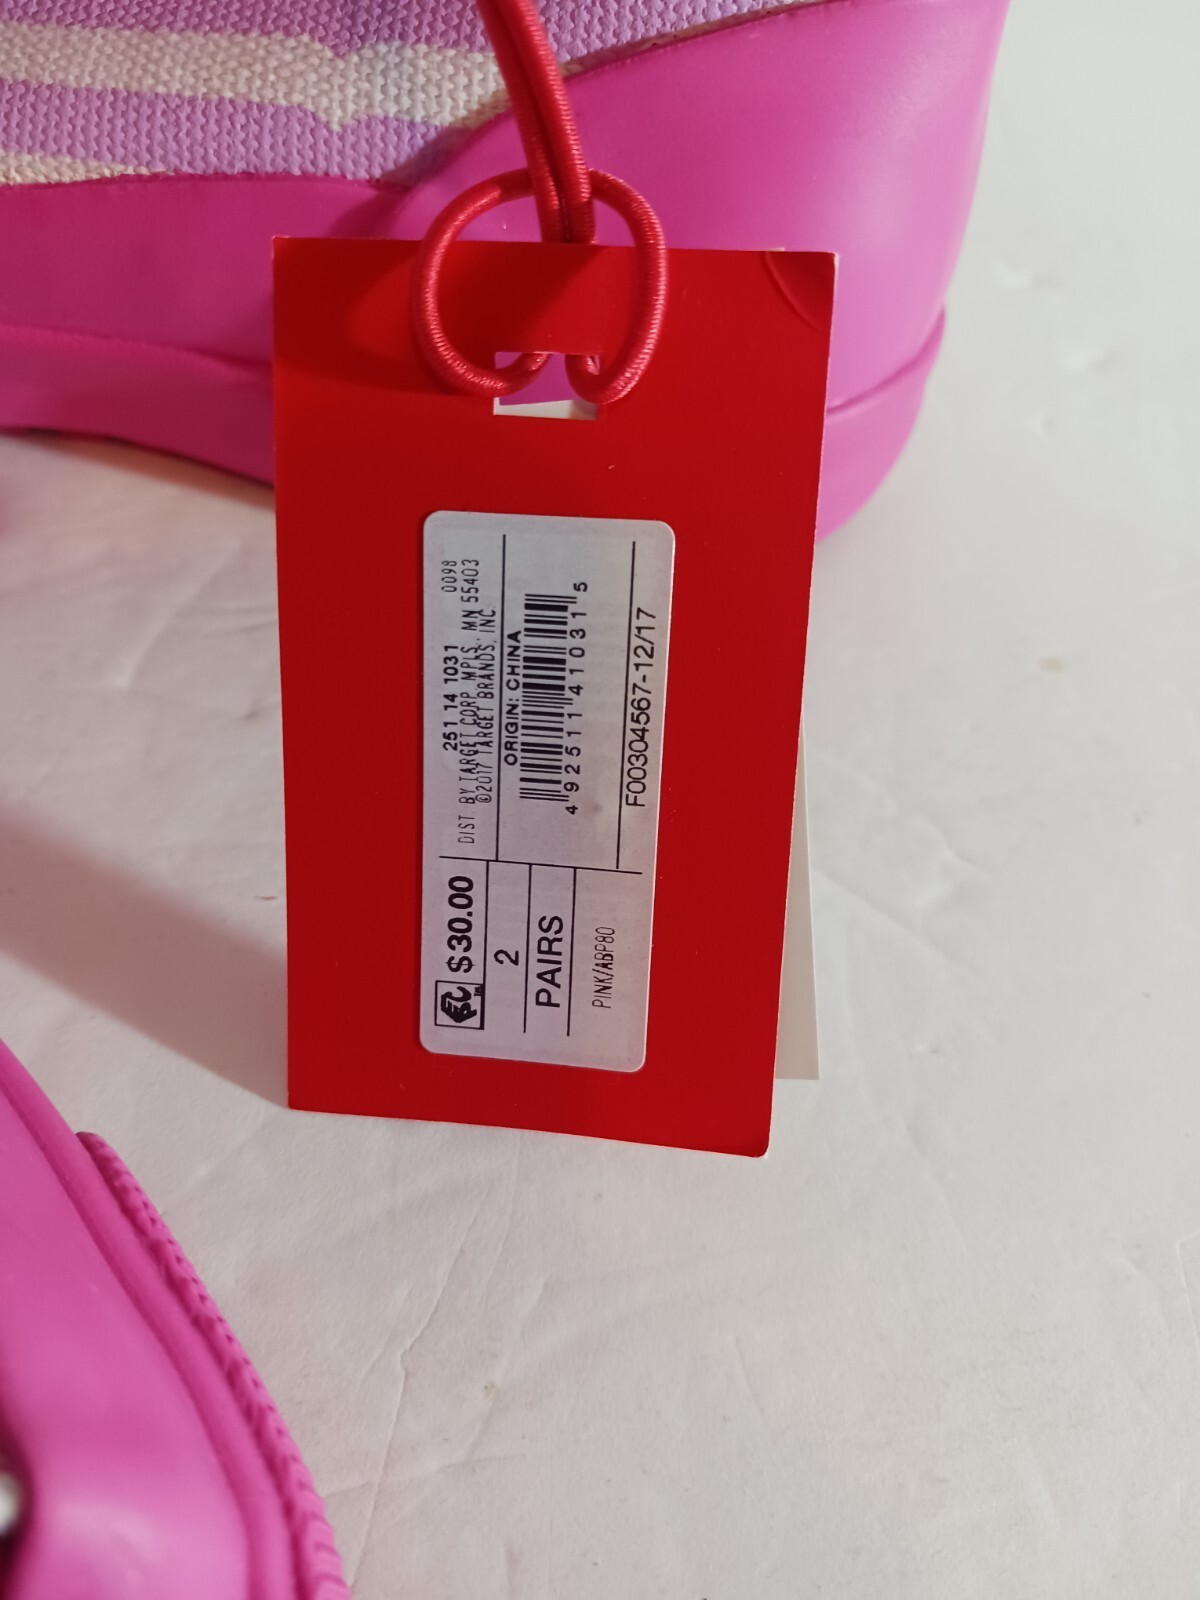 251 14 1031 0098
DIST. BY TARGET CORP. MPLS., MN 55403
©2017 TARGET BRANDS, INC.
ORIGIN: CHINA
4 92511 41031 5
F00304567-12/17
$30.00
2
PAIRS
PINK/ABP80